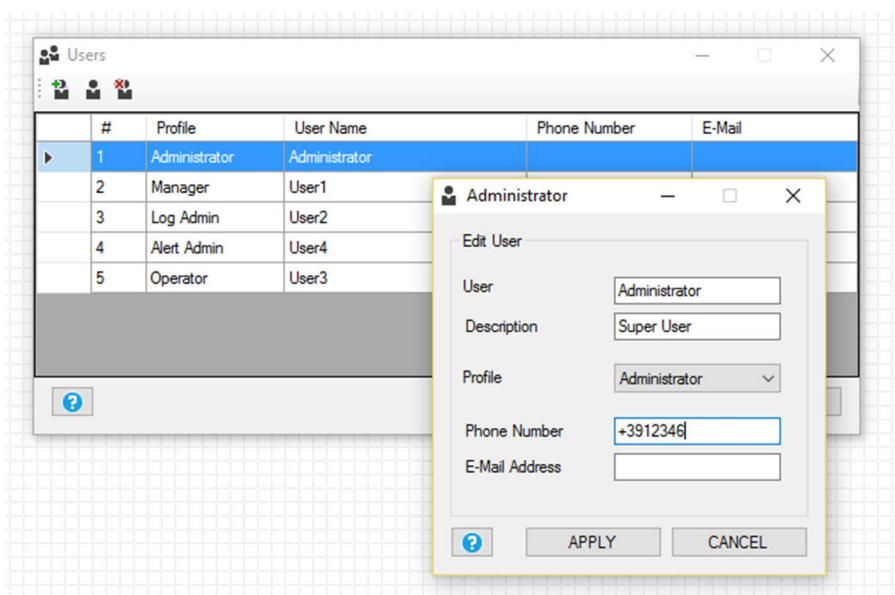 Users
# Profile User Name Phone Number E-Mail
1 Administrator Administrator
2 Manager User1
3 Log Admin User2
4 Alert Admin User4
5 Operator User3
Administrator
Edit User
User Administrator
Description Super User
Profile Administrator
Phone Number +3912346
E-Mail Address
APPLY CANCEL